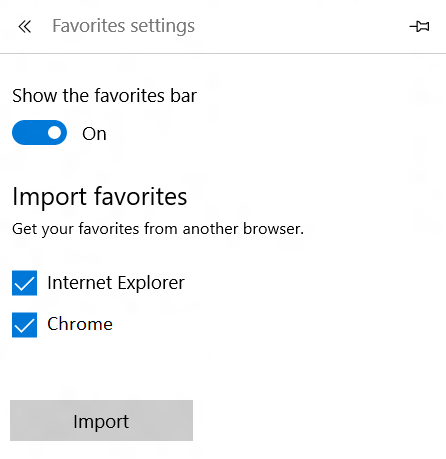 Favorites settings
Show the favorites bar
On
Import favorites
Get your favorites from another browser.
Internet Explorer
Chrome
Import